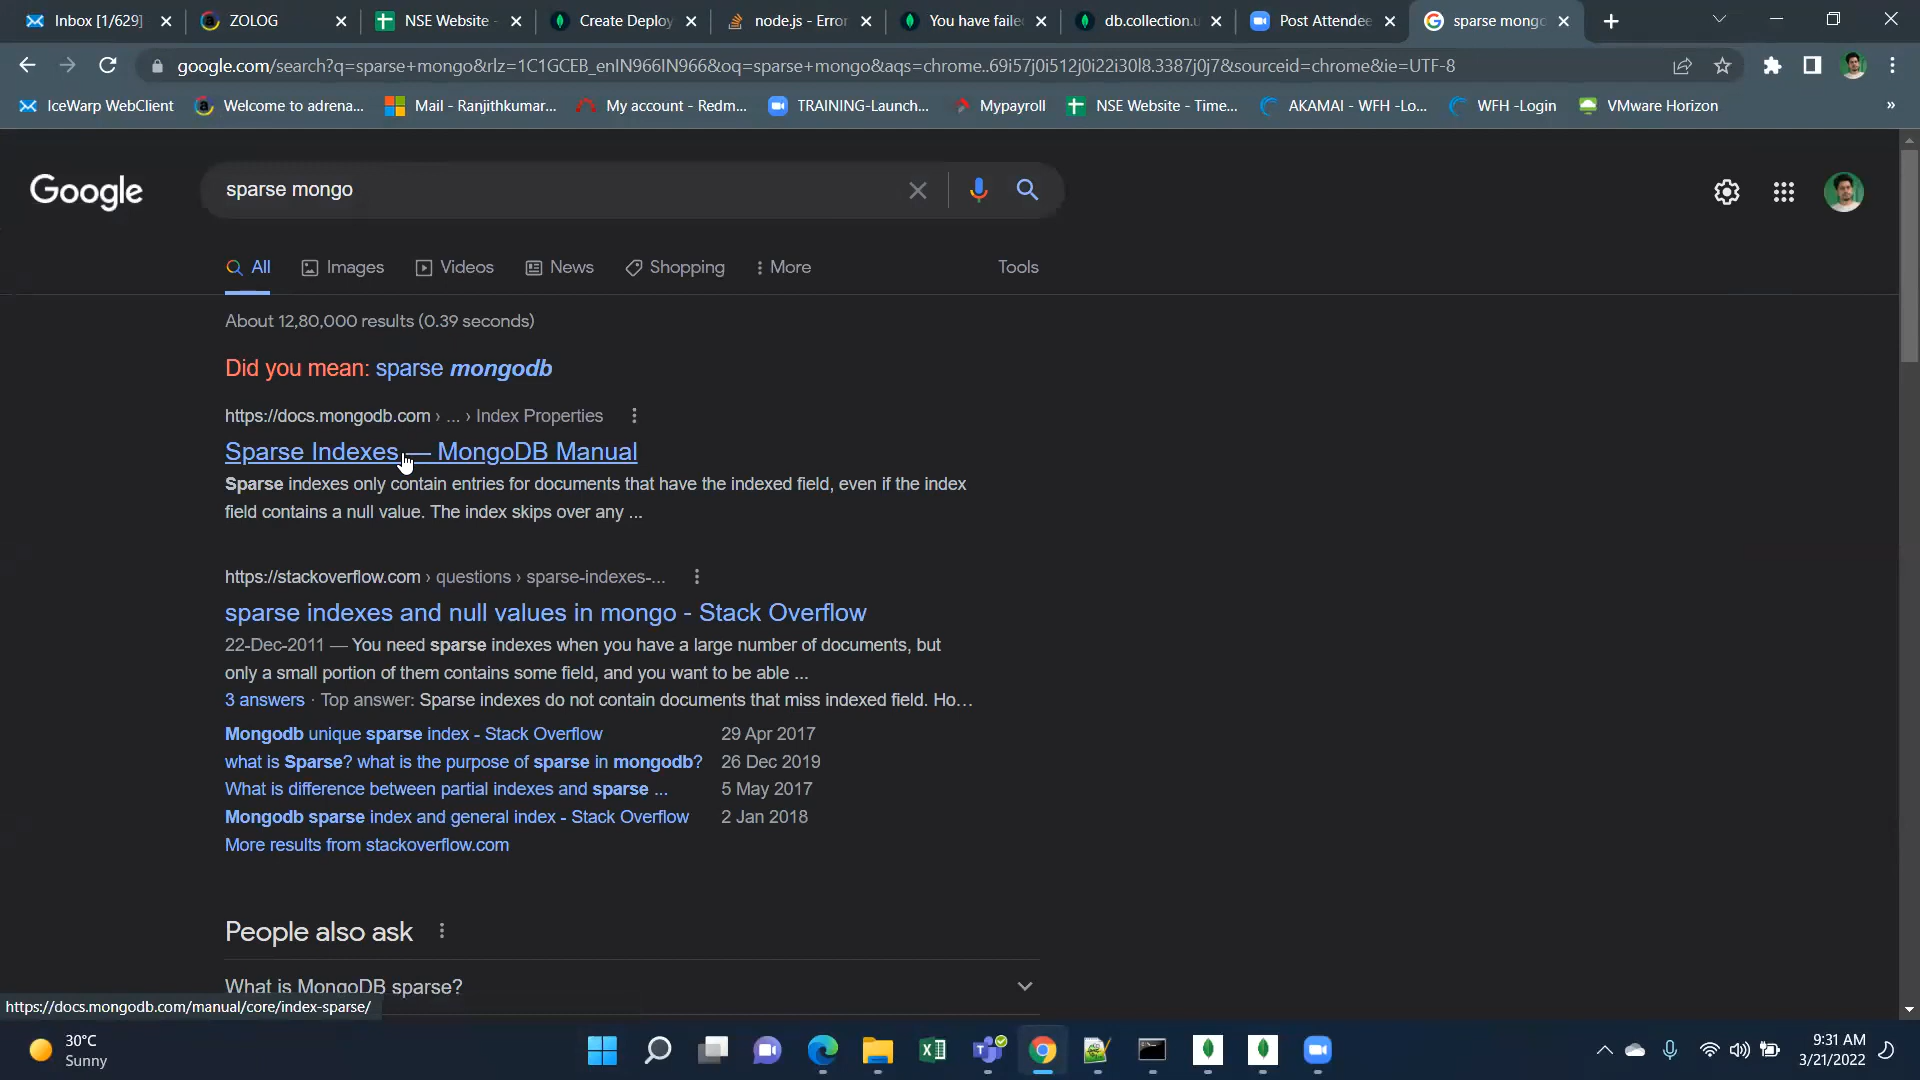 Inbox [1/629]
ZOLOG
NSE Website -
Create Deploy
node.js - Error
You have faile
db.collection.u
Post Attendee
sparse mongo
google.com/search?q=sparse+mongo&rlz=1C1GCEB_enIN966IN966&oq=sparse+mongo&aqs=chrome..69i57j0i512j0i22i30l8.3387j0j7&sourceid=chrome&ie=UTF-8
IceWarp WebClient
Welcome to adrena...
Mail - Ranjithkumar...
My account - Redm...
TRAINING-Launch...
Mypayroll
NSE Website - Time...
AKAMAI - WFH -Lo...
WFH -Login
VMware Horizon
»
Google
sparse mongo
All
Images
Videos
News
Shopping
More
Tools
About 12,80,000 results (0.39 seconds)
Did you mean: sparse mongodb
https://docs.mongodb.com › ... › Index Properties
Sparse Indexes — MongoDB Manual
Sparse indexes only contain entries for documents that have the indexed field, even if the index
field contains a null value. The index skips over any ...
https://stackoverflow.com › questions › sparse-indexes-...
sparse indexes and null values in mongo - Stack Overflow
22-Dec-2011 — You need sparse indexes when you have a large number of documents, but
only a small portion of them contains some field, and you want to be able ...
3 answers · Top answer: Sparse indexes do not contain documents that miss indexed field. Ho...
Mongodb unique sparse index - Stack Overflow 29 Apr 2017
what is Sparse? what is the purpose of sparse in mongodb? 26 Dec 2019
What is difference between partial indexes and sparse ... 5 May 2017
Mongodb sparse index and general index - Stack Overflow 2 Jan 2018
More results from stackoverflow.com
People also ask
What is MongoDB sparse?
https://docs.mongodb.com/manual/core/index-sparse/
30°C
Sunny
9:31 AM
3/21/2022